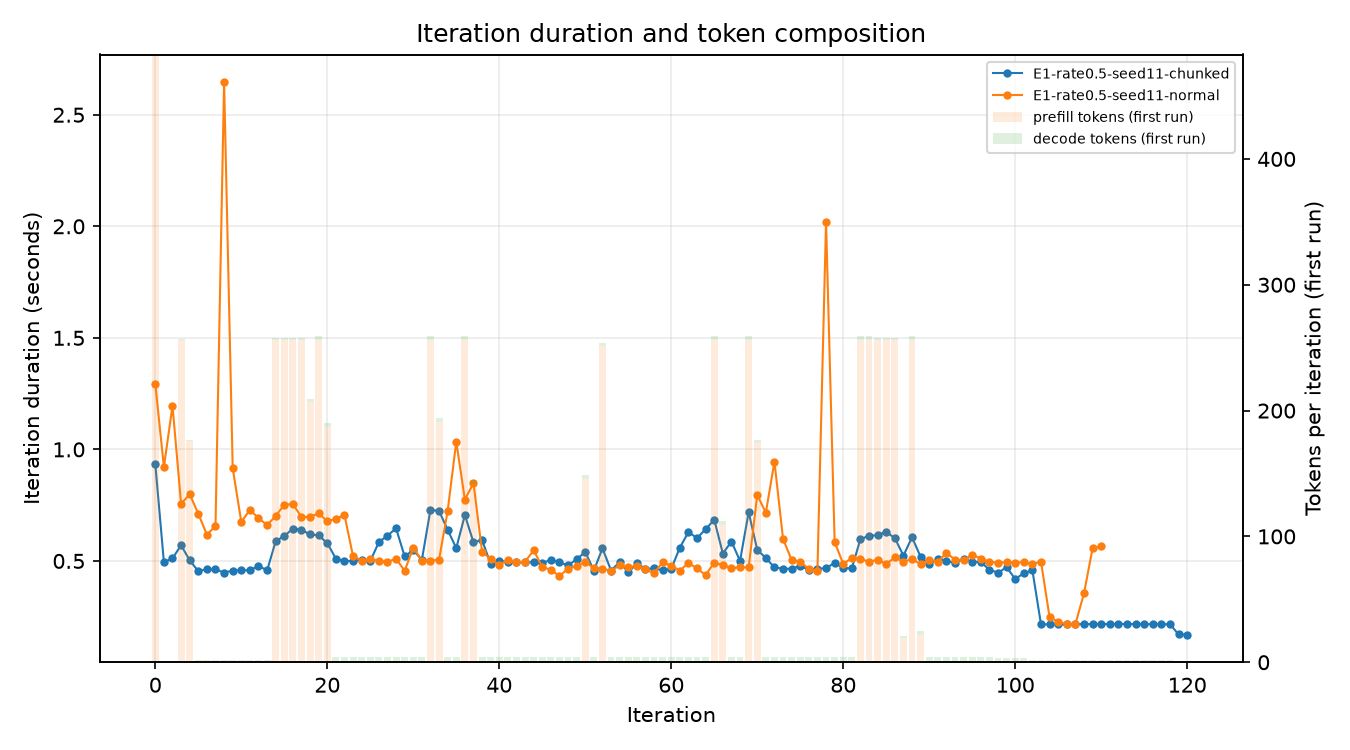 Iteration duration and token composition
E1-rate0.5-seed11-chunked
E1-rate0.5-seed11-normal
prefill tokens (first run)
decode tokens (first run)
Iteration duration (seconds)
2.5
2.0
1.5
1.0
0.5
Tokens per iteration (first run)
400
300
200
100
0
0
20
40
60
80
100
120
Iteration